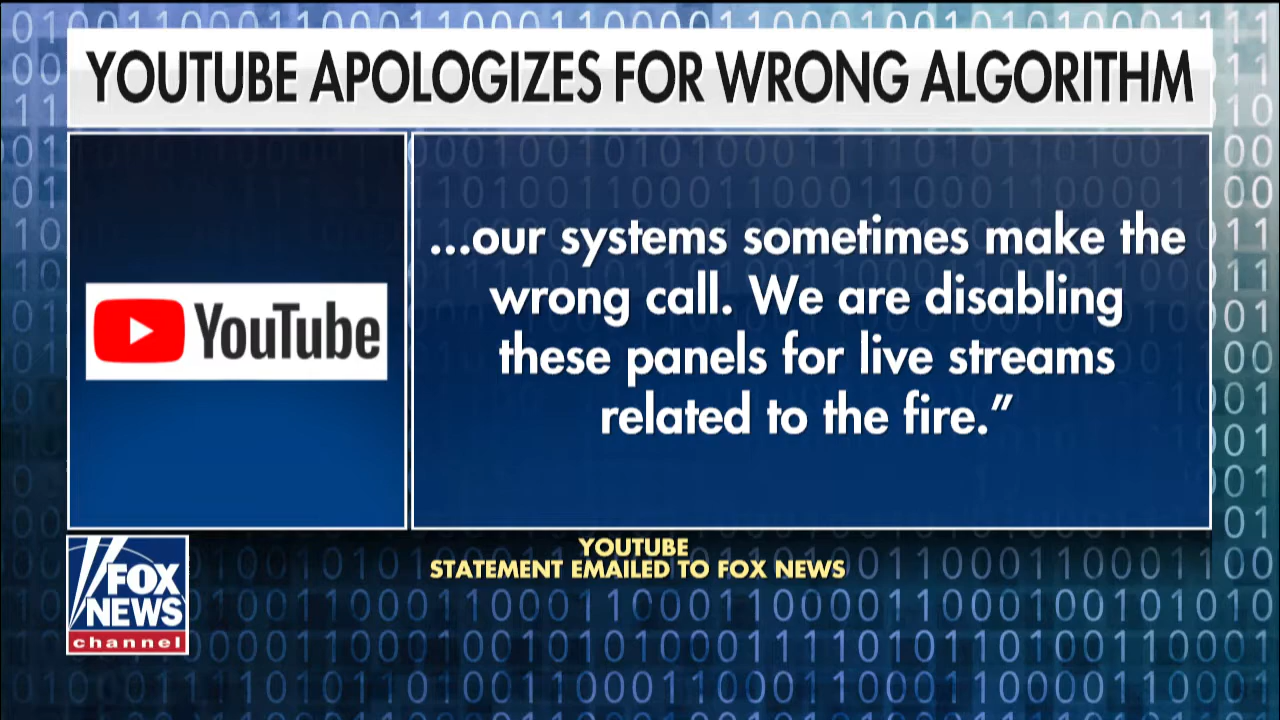 YOUTUBE APOLOGIZES FOR WRONG ALGORITHM
YouTube
...our systems sometimes make the
wrong call. We are disabling
these panels for live streams
related to the fire.”
YOUTUBE
STATEMENT EMAILED TO FOX NEWS
FOX
NEWS
channel